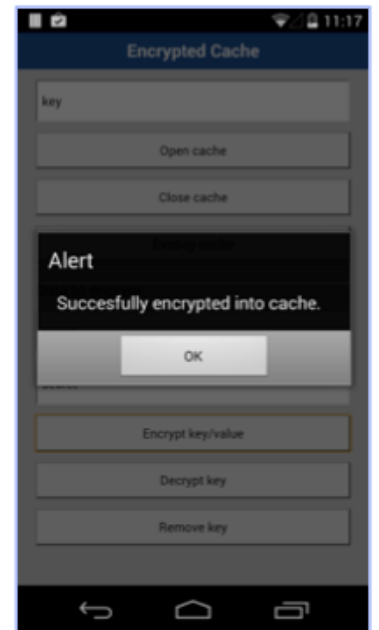 11:17
Encrypted Cache
key
Open cache
Close cache
Alert
Succesfully encrypted into cache.
OK
Encrypt key/value
Decrypt key
Remove key